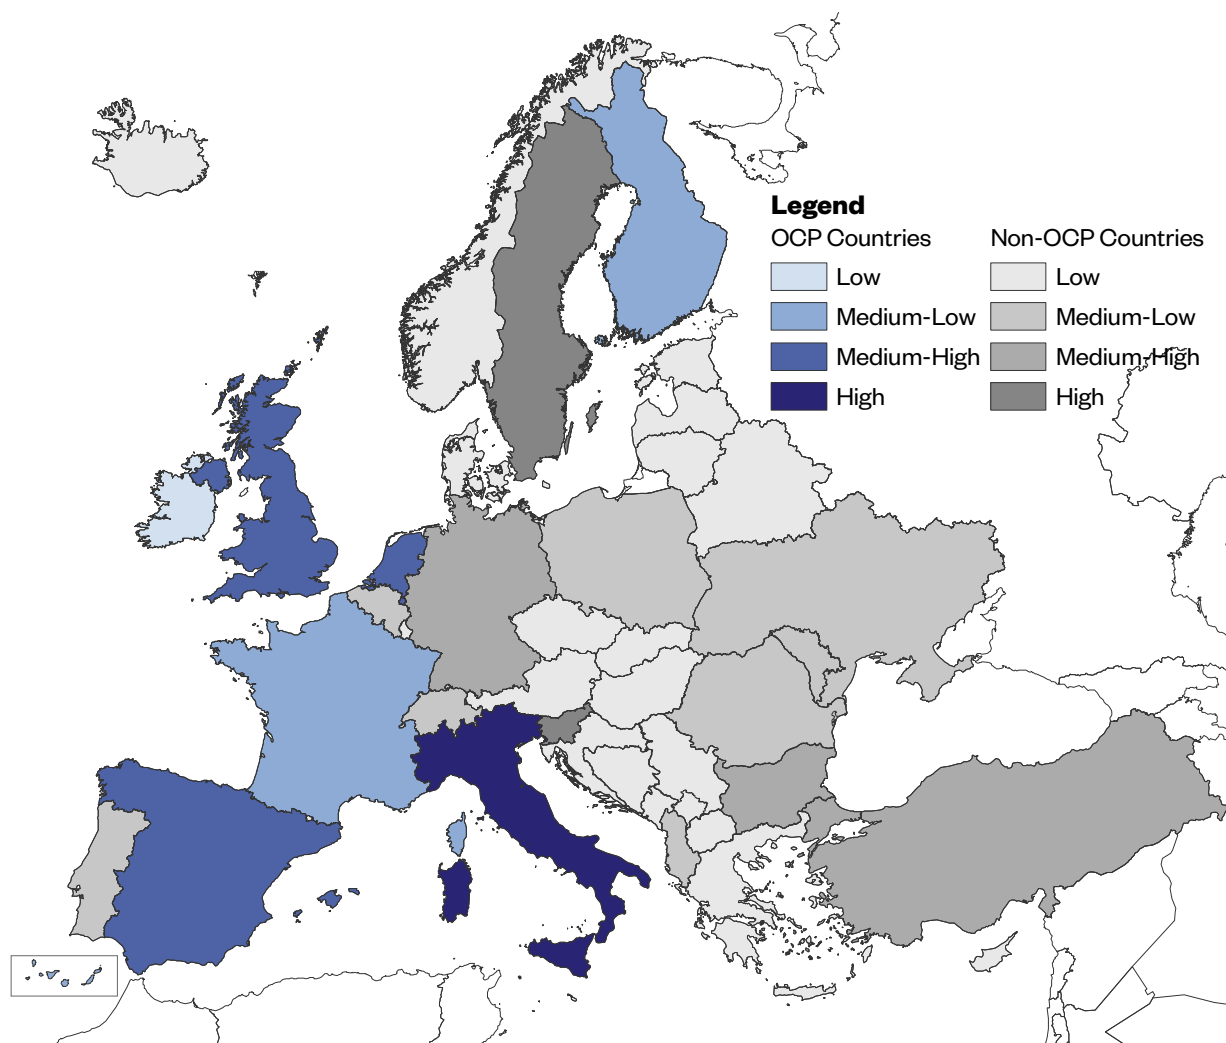 Legend
OCP Countries
Low
Medium-Low
Medium-High
High
Non-OCP Countries
Low
Medium-Low
Medium-High
High